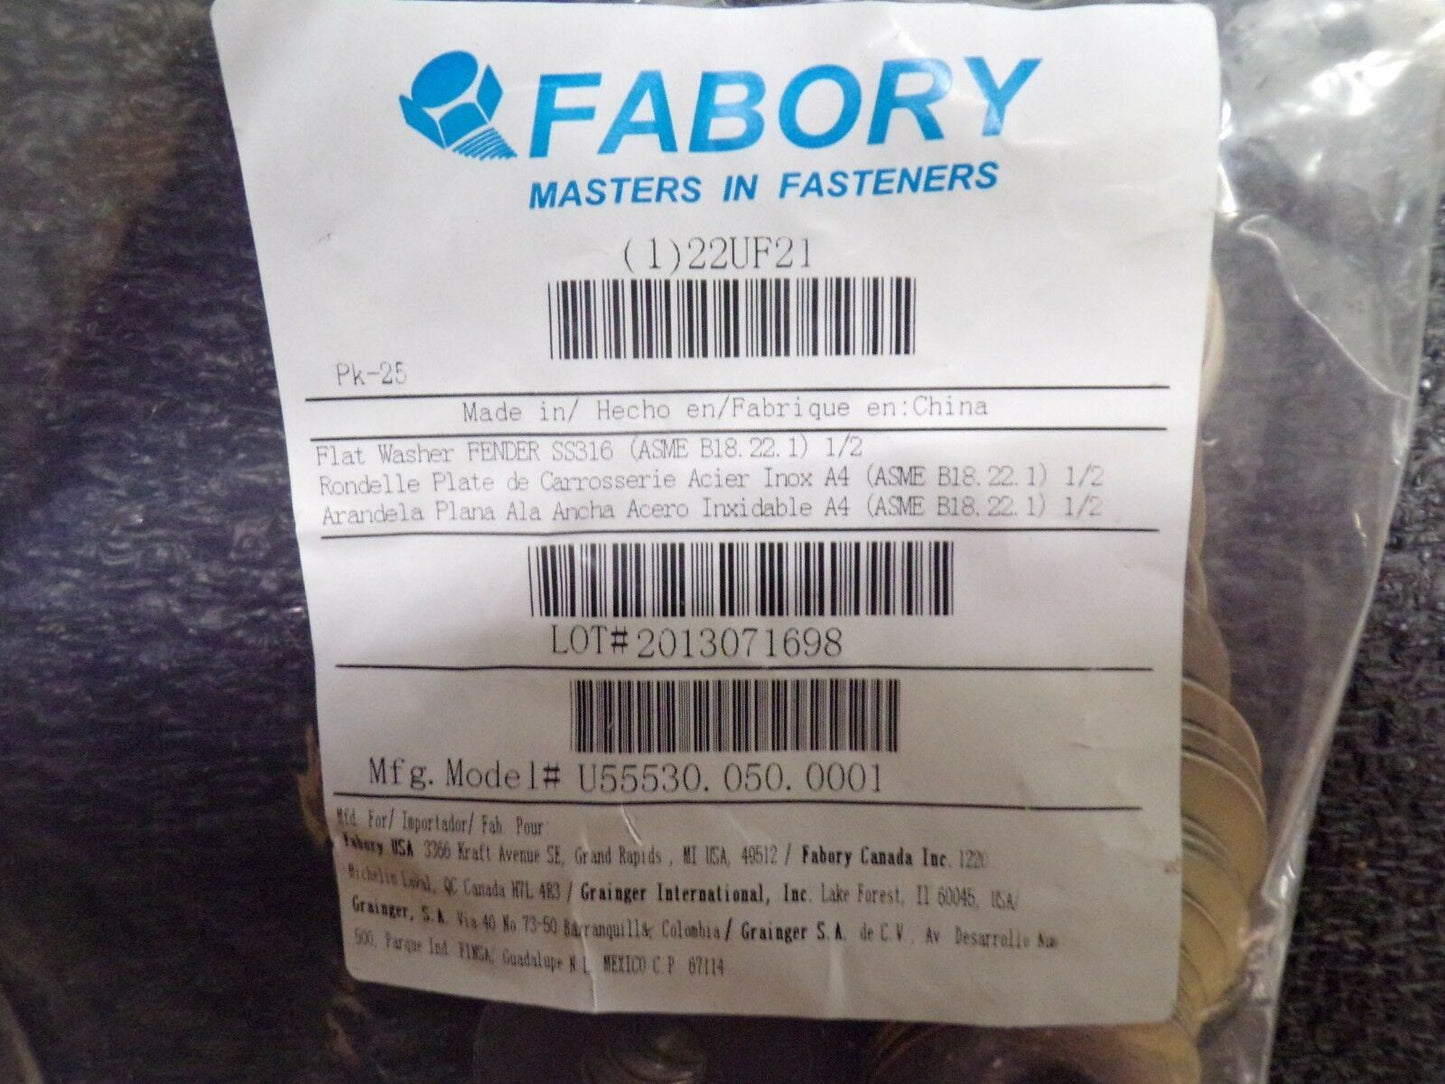 FABORY
MASTERS IN FASTENERS
(1)22UF21
Pk-25
Made in/ Hecho en/Fabrique en:China
Flat Washer FENDER SS316 (ASME B18.22.1) 1/2
Rondelle Plate de Carrosserie Acier Inox A4 (ASME B18.22.1) 1/2
Arandela Plana Ala Ancha Acero Inxidable A4 (ASME B18.22.1) 1/2
LOT#2013071698
Mfg.Model# U55530.050.0001
Mfd. For/ Importador/ Fab. Pour
Fabory USA 3366 Kraft Avenue SE, Grand Rapids , MI USA, 49512 / Fabory Canada Inc. 1220
Michelin Laval, QC Canada H7L 4R3 / Grainger International, Inc. Lake Forest, Il 60045, USA/
Grainger, S.A. Via 40 No 73-50 Barranquilla, Colombia/ Grainger S.A. de C.V., Av Desarrollo Num
500, Parque Ind. FINSA, Guadalupe N.L. MEXICO C.P 67114